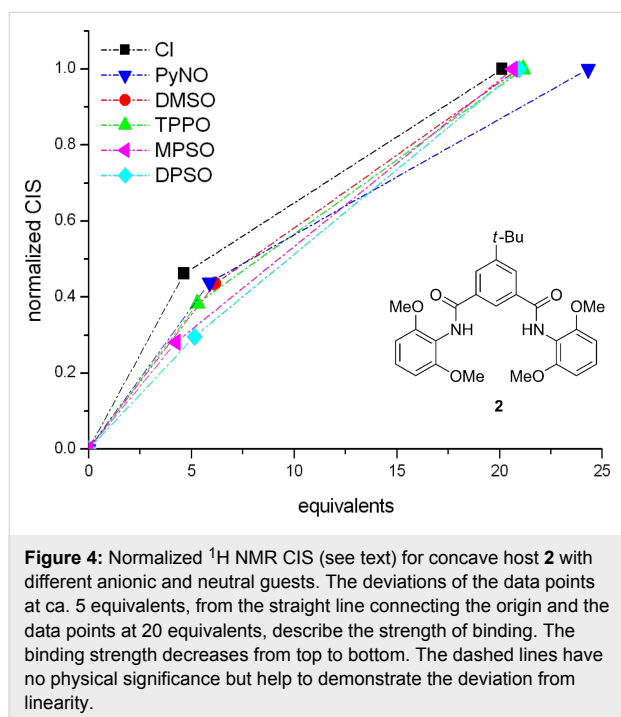 1.0
0.8
0.6
0.4
0.2
0.0
normalized CIS
Cl
PyNO
DMSO
TPPO
MPSO
DPSO
t-Bu
O
O
OMe
NH
HN
OMe
MeO
OMe
MeO
2
0
5
10
15
20
25
equivalents
Figure 4: Normalized ¹H NMR CIS (see text) for concave host 2 with
different anionic and neutral guests. The deviations of the data points
at ca. 5 equivalents, from the straight line connecting the origin and the
data points at 20 equivalents, describe the strength of binding. The
binding strength decreases from top to bottom. The dashed lines have
no physical significance but help to demonstrate the deviation from
linearity.